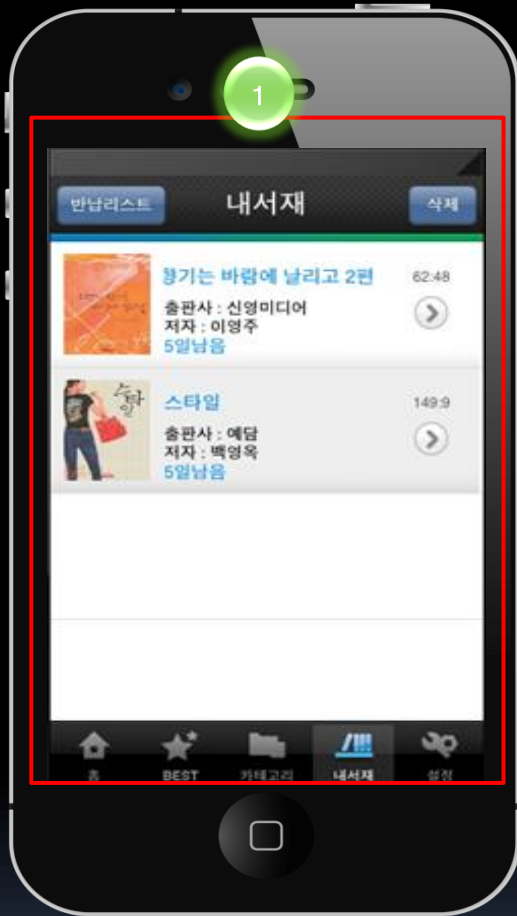 1
반납리스트
내서재
삭제
향기는 바람에 날리고 2편
62:48
출판사 : 신영미디어
저자 : 이영주
5일남음
스타일
스타일
149:9
출판사 : 예담
저자 : 백영옥
5일남음
홈
BEST
카테고리
내서재
설정